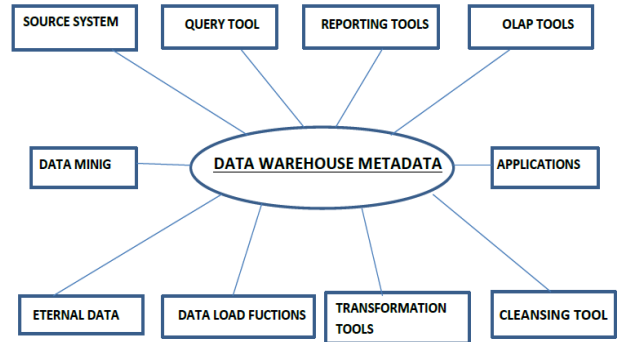 SOURCE SYSTEM
QUERY TOOL
REPORTING TOOLS
OLAP TOOLS
DATA MINIG
DATA WAREHOUSE METADATA
APPLICATIONS
ETERNAL DATA
DATA LOAD FUCTIONS
TRANSFORMATION
TOOLS
CLEANSING TOOL